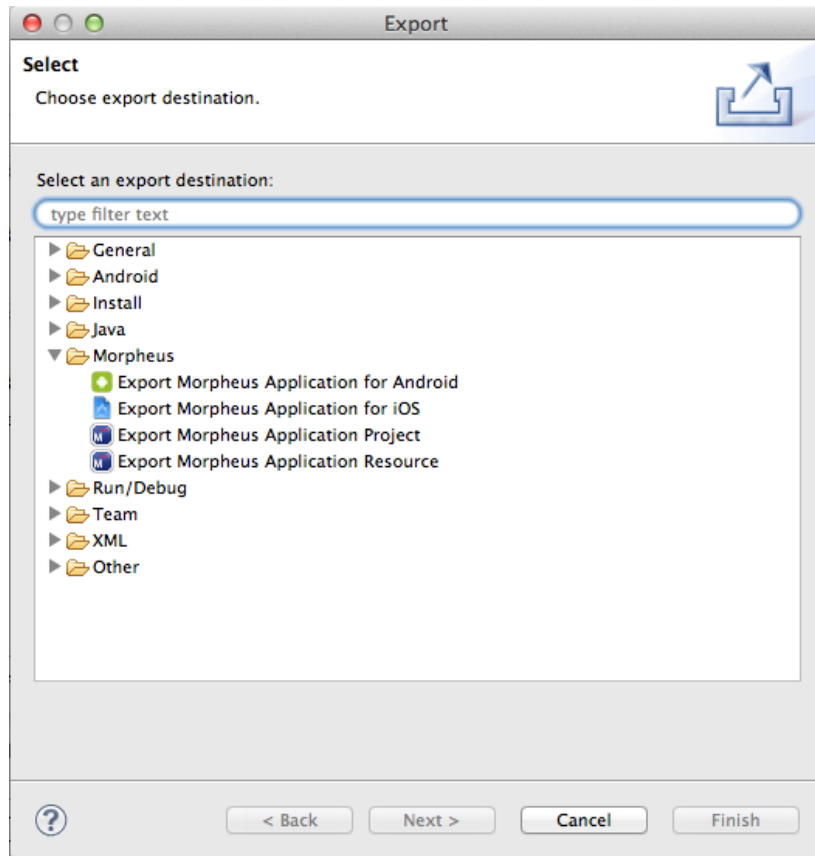 Export
Select
Choose export destination.
Select an export destination:
type filter text
General
Android
Install
Java
Morpheus
Export Morpheus Application for Android
Export Morpheus Application for iOS
Export Morpheus Application Project
Export Morpheus Application Resource
Run/Debug
Team
XML
Other
? < Back Next > Cancel Finish